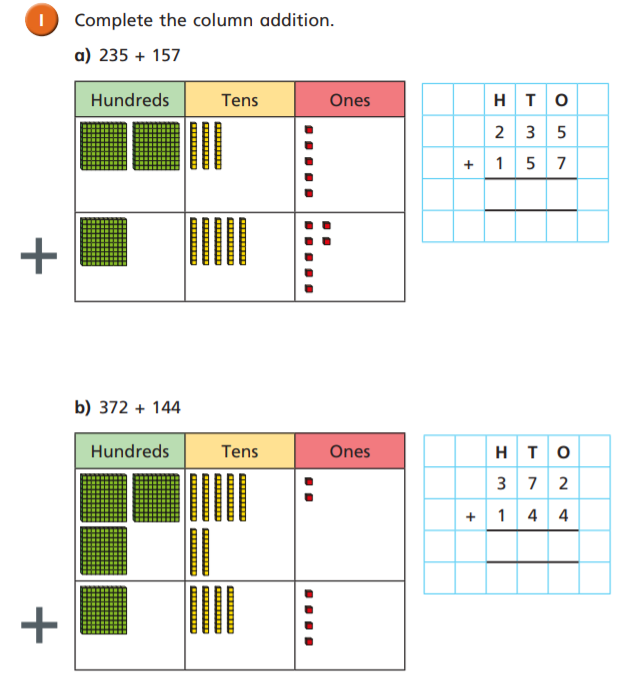 1 Complete the column addition.
a) 235 + 157
Hundreds Tens Ones
+
H T O
2 3 5
+ 1 5 7
b) 372 + 144
Hundreds Tens Ones
+
H T O
3 7 2
+ 1 4 4